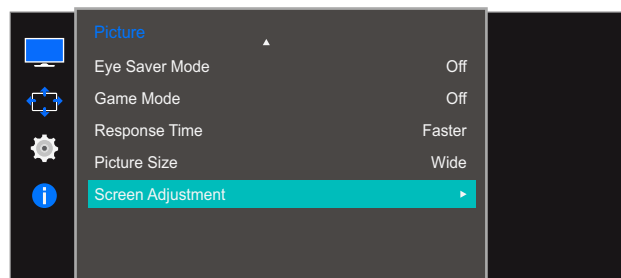 Picture
Eye Saver Mode Off
Game Mode Off
Response Time Faster
Picture Size Wide
Screen Adjustment
i